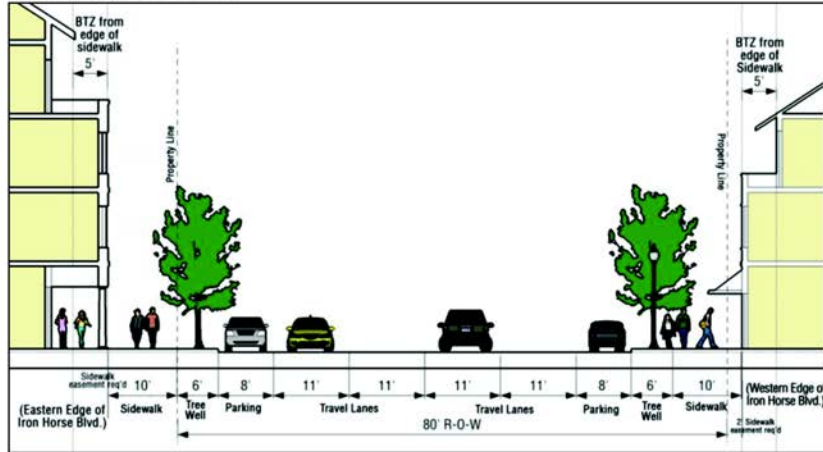 BTZ from
edge of
sidewalk
5'
BTZ from
edge of
Sidewalk
5'
Property Line
Property Line
Sidewalk
easement req'd
10'
6'
8'
11'
11'
11'
11'
8'
6'
10'
(Eastern Edge of
Iron Horse Blvd.)
Sidewalk
Tree
Well
Parking
Travel Lanes
Travel Lanes
Parking
Tree
Well
Sidewalk
(Western Edge of
Iron Horse Blvd.)
80' R-O-W
2' Sidewalk
easement req'd